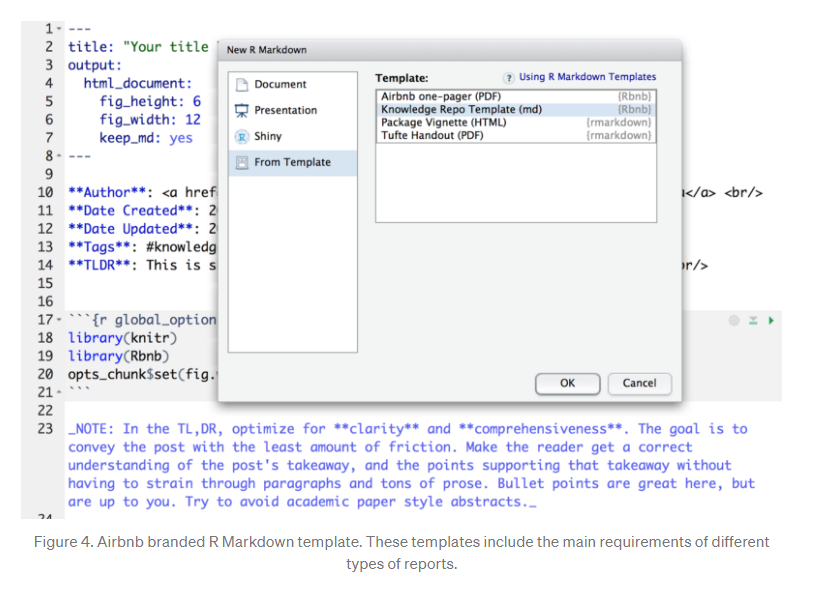 1 ---
2 title: "Your title
3 output:
4 html_document:
5 fig_height: 6
6 fig_width: 12
7 keep_md: yes
8 ---
9
10 **Author**: <a href </a> <br/>
11 **Date Created**: 2
12 **Date Updated**: 2
13 **Tags**: #knowledg
14 **TLDR**: This is s r/>
15
16
17 ```{r global_option
18 library(knitr)
19 library(Rbnb)
20 opts_chunk$set(fig.
21 ```
22
23 _NOTE: In the TL,DR, optimize for **clarity** and **comprehensiveness**. The goal is to
convey the post with the least amount of friction. Make the reader get a correct
understanding of the post's takeaway, and the points supporting that takeaway without
having to strain through paragraphs and tons of prose. Bullet points are great here, but
are up to you. Try to avoid academic paper style abstracts._
24
New R Markdown
Document
Presentation
Shiny
From Template
Template: ? Using R Markdown Templates
Airbnb one-pager (PDF) {Rbnb}
Knowledge Repo Template (md) {Rbnb}
Package Vignette (HTML) {rmarkdown}
Tufte Handout (PDF) {rmarkdown}
OK Cancel
Figure 4. Airbnb branded R Markdown template. These templates include the main requirements of different
types of reports.